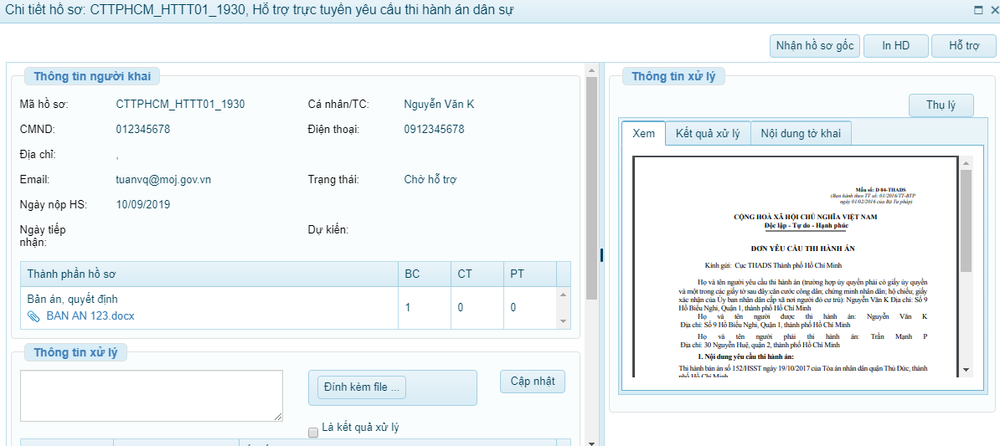 Chi tiết hồ sơ: CTTPHCM_HTTT01_1930, Hỗ trợ trực tuyến yêu cầu thi hành án dân sự
Nhận hồ sơ gốc
In HD
Hỗ trợ
Thông tin người khai
Mã hồ sơ: CTTPHCM_HTTT01_1930 Cá nhân/TC: Nguyễn Văn K
CMND: 012345678 Điện thoại: 0912345678
Địa chỉ: ,
Email: tuanvq@moj.gov.vn Trạng thái: Chờ hỗ trợ
Ngày nộp HS: 10/09/2019
Ngày tiếp nhận: Dự kiến:
Thành phần hồ sơ BC CT PT
Bản án, quyết định
BAN AN 123.docx 1 0 0
Thông tin xử lý
Đính kèm file ...
Cập nhật
Là kết quả xử lý
Thông tin xử lý
Thụ lý
Xem
Kết quả xử lý
Nội dung tờ khai
Mẫu số: D 04-THADS
(Ban hành theo TT số: 01/2016/TT-BTP
ngày 01/02/2016 của Bộ Tư pháp)
CỘNG HOÀ XÃ HỘI CHỦ NGHĨA VIỆT NAM
Độc lập - Tự do - Hạnh phúc
ĐƠN YÊU CẦU THI HÀNH ÁN
Kính gửi: Cục THADS Thành phố Hồ Chí Minh
Họ và tên người yêu cầu thi hành án (trường hợp ủy quyền phải có giấy ủy quyền
và một trong các giấy tờ sau đây:căn cước công dân; chứng minh nhân dân; hộ chiếu; giấy
xác nhận của Ủy ban nhân dân cấp xã nơi người đó cư trú): Nguyễn Văn K Địa chỉ: Số 9
Hồ Biểu Nghi, Quận 1, thành phố Hồ Chí Minh
Họ và tên người được thi hành án: Nguyễn Văn K
Địa chỉ: Số 9 Hồ Biểu Nghi, Quận 1, thành phố Hồ Chí Minh
Họ và tên người phải thi hành án: Trần Mạnh P
Địa chỉ: 30 Nguyễn Huệ, quận 2, thành phố Hồ Chí Minh
1. Nội dung yêu cầu thi hành án:
Thi hành bản án số 152/HSST ngày 19/10/2017 của Tòa án nhân dân quận Thủ Đức, thành
phố Hồ Chí Minh